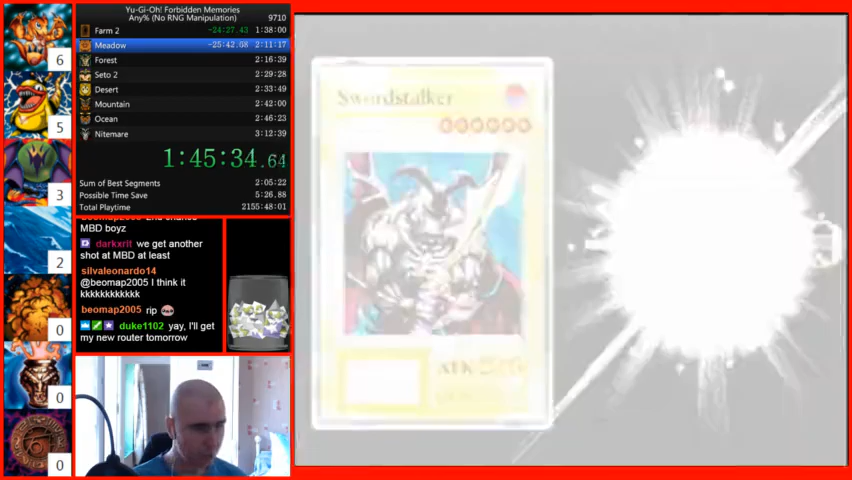 Yu-Gi-Oh! Forbidden Memories
Any% (No RNG Manipulation) 9710
Farm 2 -24:27.43 1:38:00
Meadow -25:42.08 2:11:17
Forest 2:16:39
Seto 2 2:29:28
Desert 2:33:49
Mountain 2:42:00
Ocean 2:46:23
Nitemare 3:12:39
1:45:34.64
Sum of Best Segments 2:05:22
Possible Time Save 5:26.88
Total Playtime 2155:48:01
MBD boyz
darkxrlt we get another
shot at MBD at least
silvaleonardo14
@beomap2005 I think it
kkkkkkkkkkkk
beomap2005 rip
duke1102 yay, I'll get
my new router tomorrow
6
5
3
2
0
0
0
Swordstalker
ATK